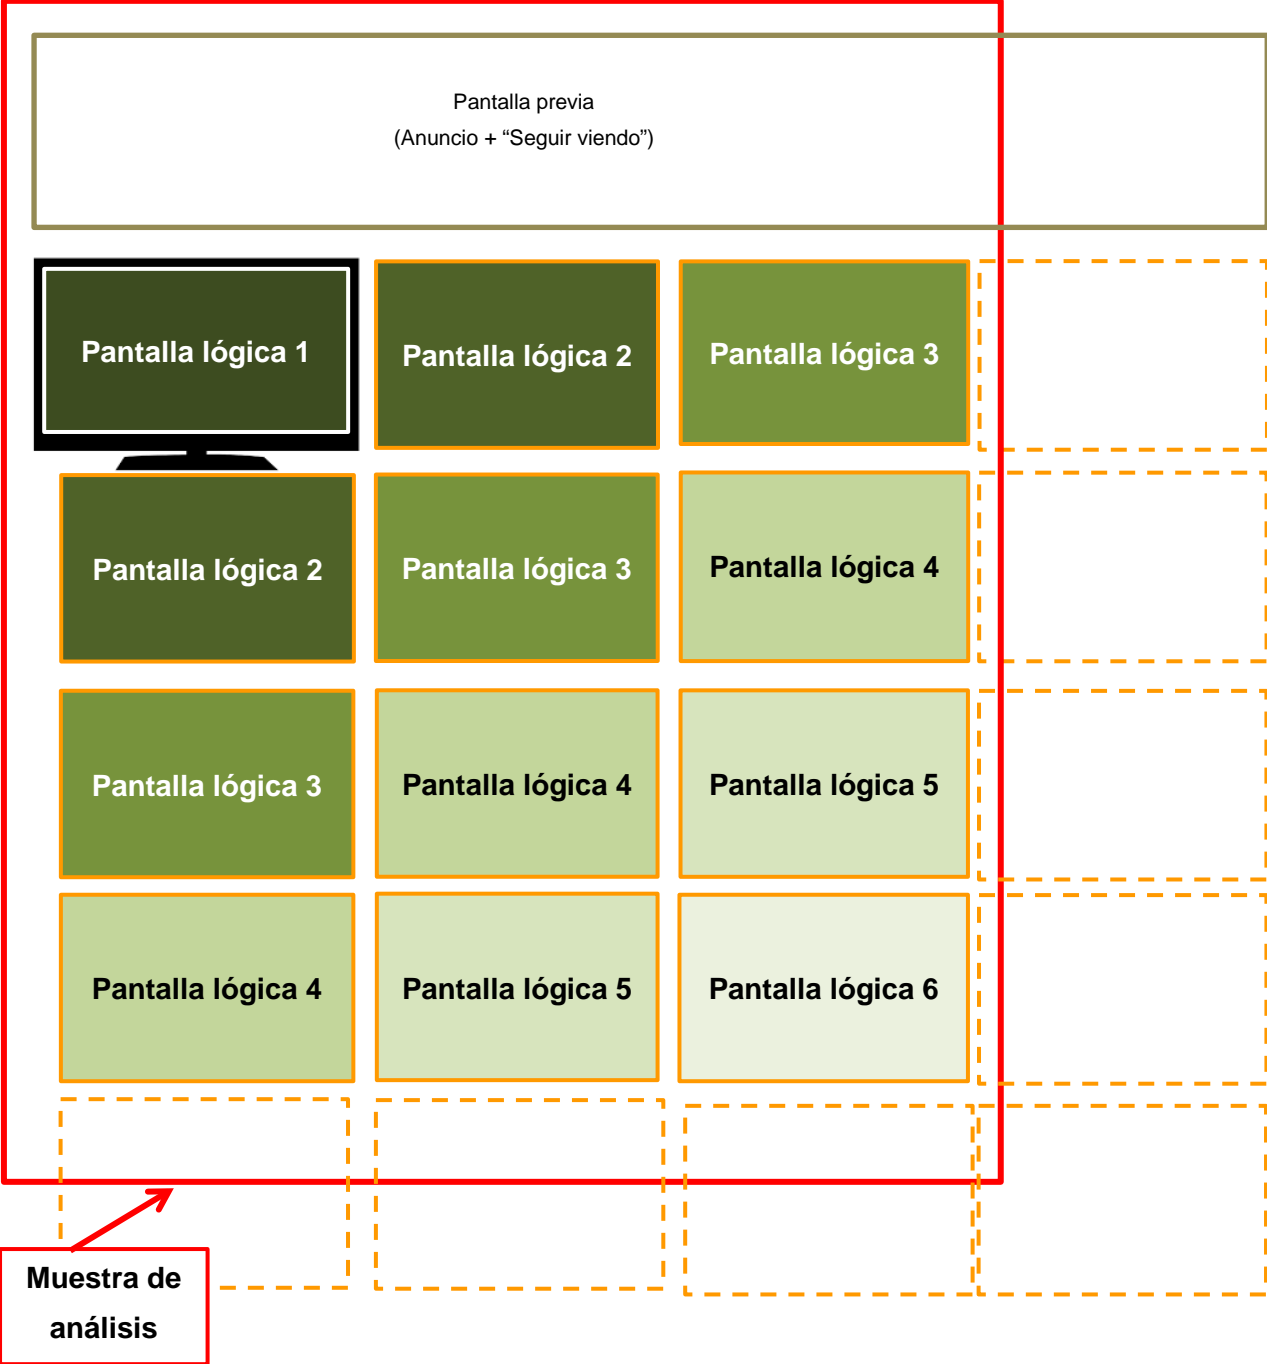 Pantalla previa
(Anuncio + “Seguir viendo”)
Pantalla lógica 1
Pantalla lógica 2
Pantalla lógica 3
Pantalla lógica 2
Pantalla lógica 3
Pantalla lógica 4
Pantalla lógica 3
Pantalla lógica 4
Pantalla lógica 5
Pantalla lógica 4
Pantalla lógica 5
Pantalla lógica 6
Muestra de
análisis